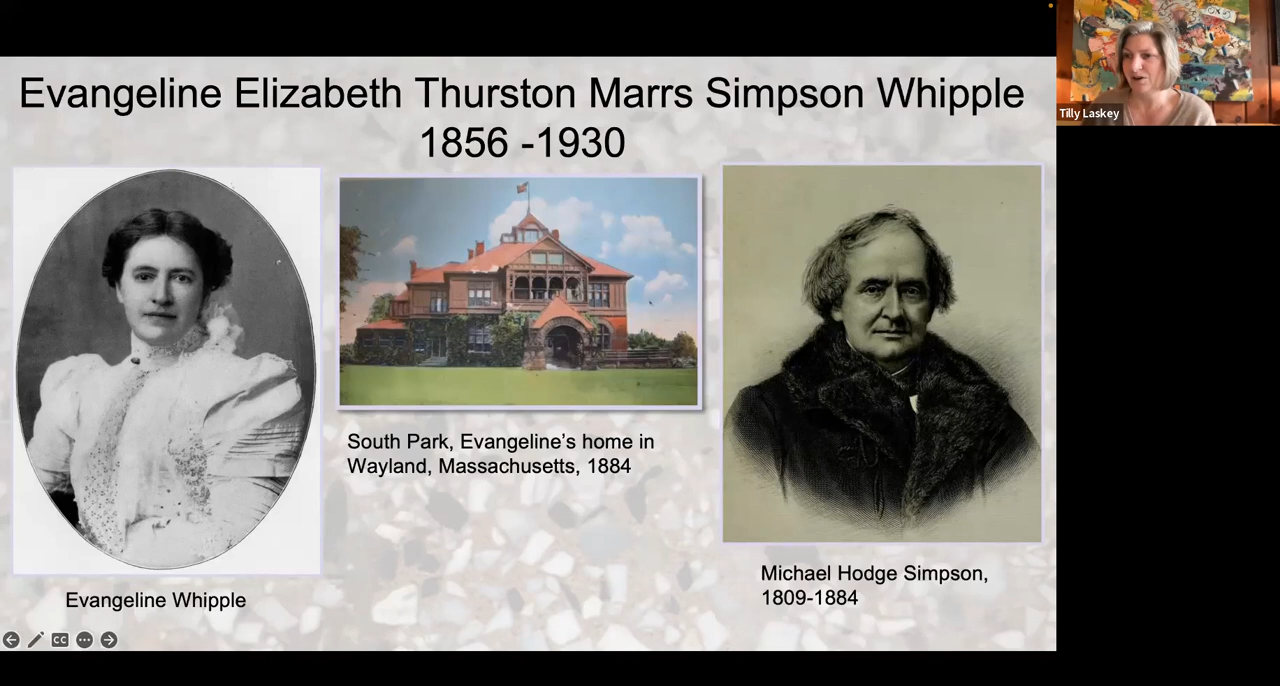 Evangeline Elizabeth Thurston Marrs Simpson Whipple
1856 -1930
Tilly Laskey
South Park, Evangeline’s home in
Wayland, Massachusetts, 1884
Michael Hodge Simpson,
1809-1884
Evangeline Whipple
CC